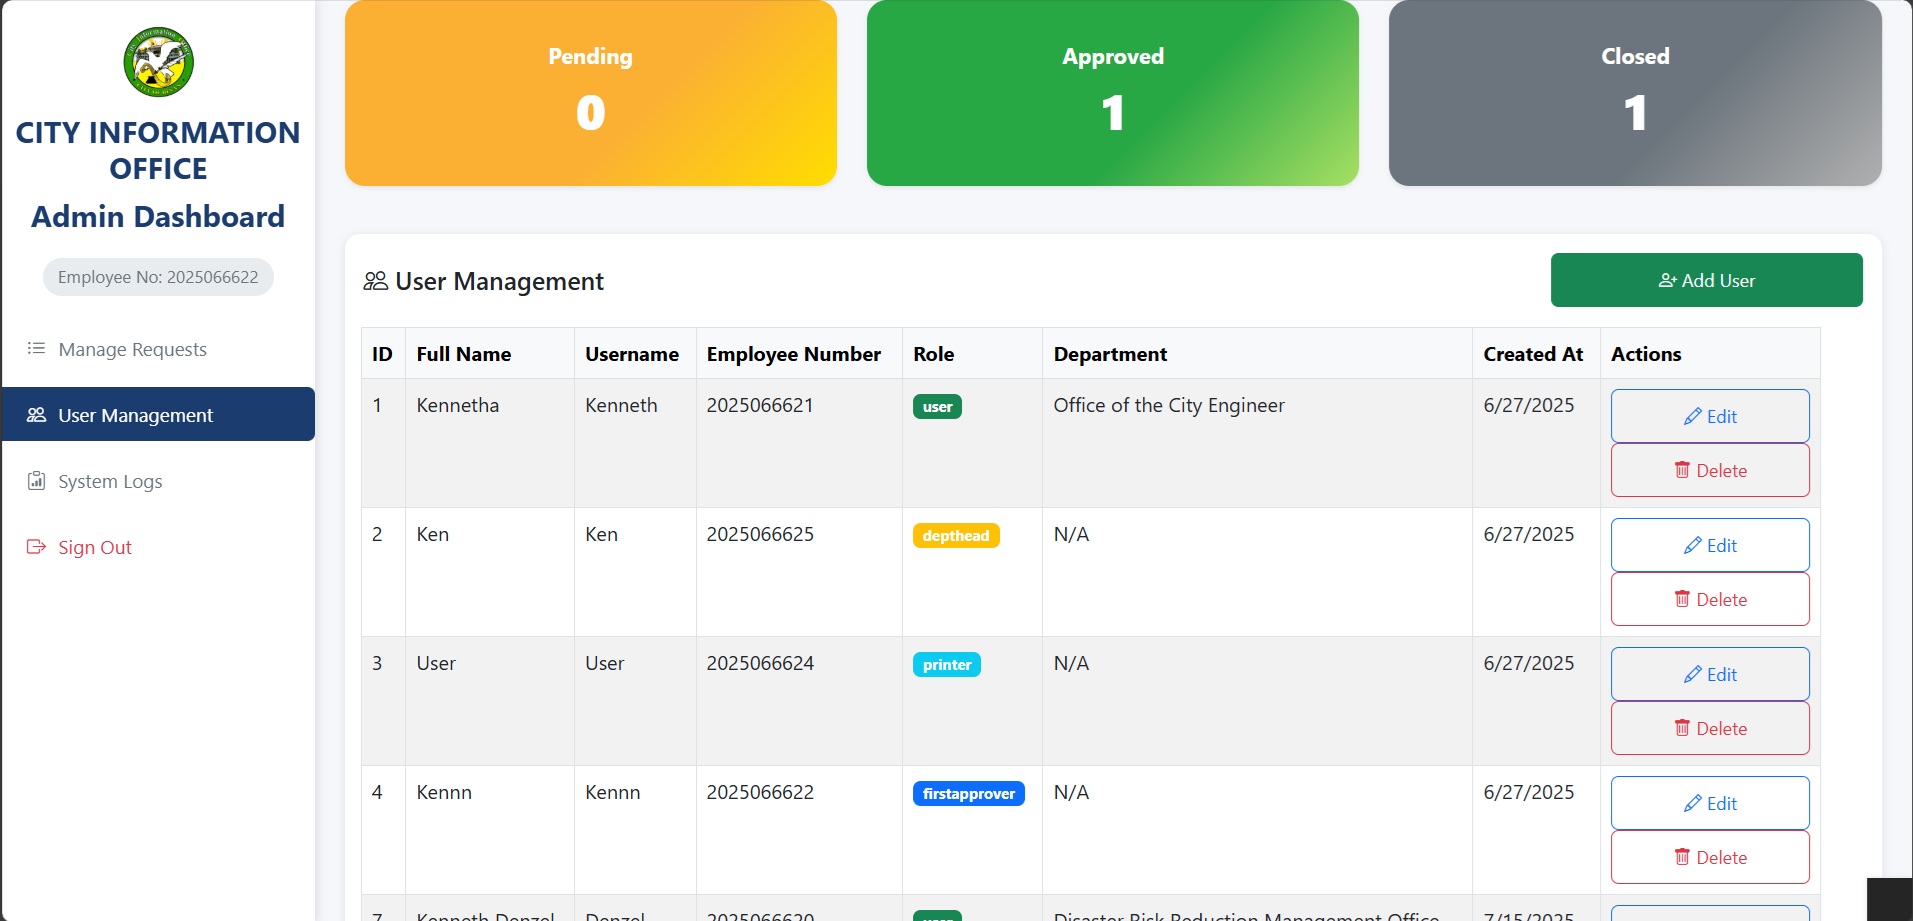 CITY INFORMATION
OFFICE
Admin Dashboard
Employee No: 2025066622
Manage Requests
User Management
System Logs
Sign Out
Pending
0
Approved
1
Closed
1
User Management
Add User
ID Full Name Username Employee Number Role Department Created At Actions
1 Kennetha Kenneth 2025066621 user Office of the City Engineer 6/27/2025 Edit
Delete
2 Ken Ken 2025066625 depthead N/A 6/27/2025 Edit
Delete
3 User User 2025066624 printer N/A 6/27/2025 Edit
Delete
4 Kennn Kennn 2025066622 firstapprover N/A 6/27/2025 Edit
Delete
7 Kenneth Denzel Denzel 2025066620 user Disaster Risk Reduction Management Office 7/15/2025